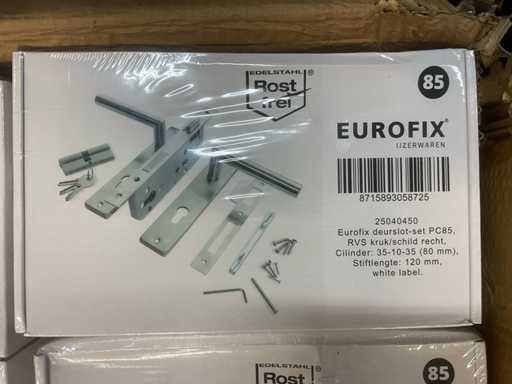 EDELSTAHL®
Rost
frei
85
EUROFIX®
IJZERWAREN
8715893058725
25040450
Eurofix deurslot-set PC85,
RVS kruk/schild recht,
Cilinder: 35-10-35 (80 mm),
Stiftlengte: 120 mm,
white label.
EDELSTAHL®
Rost
85